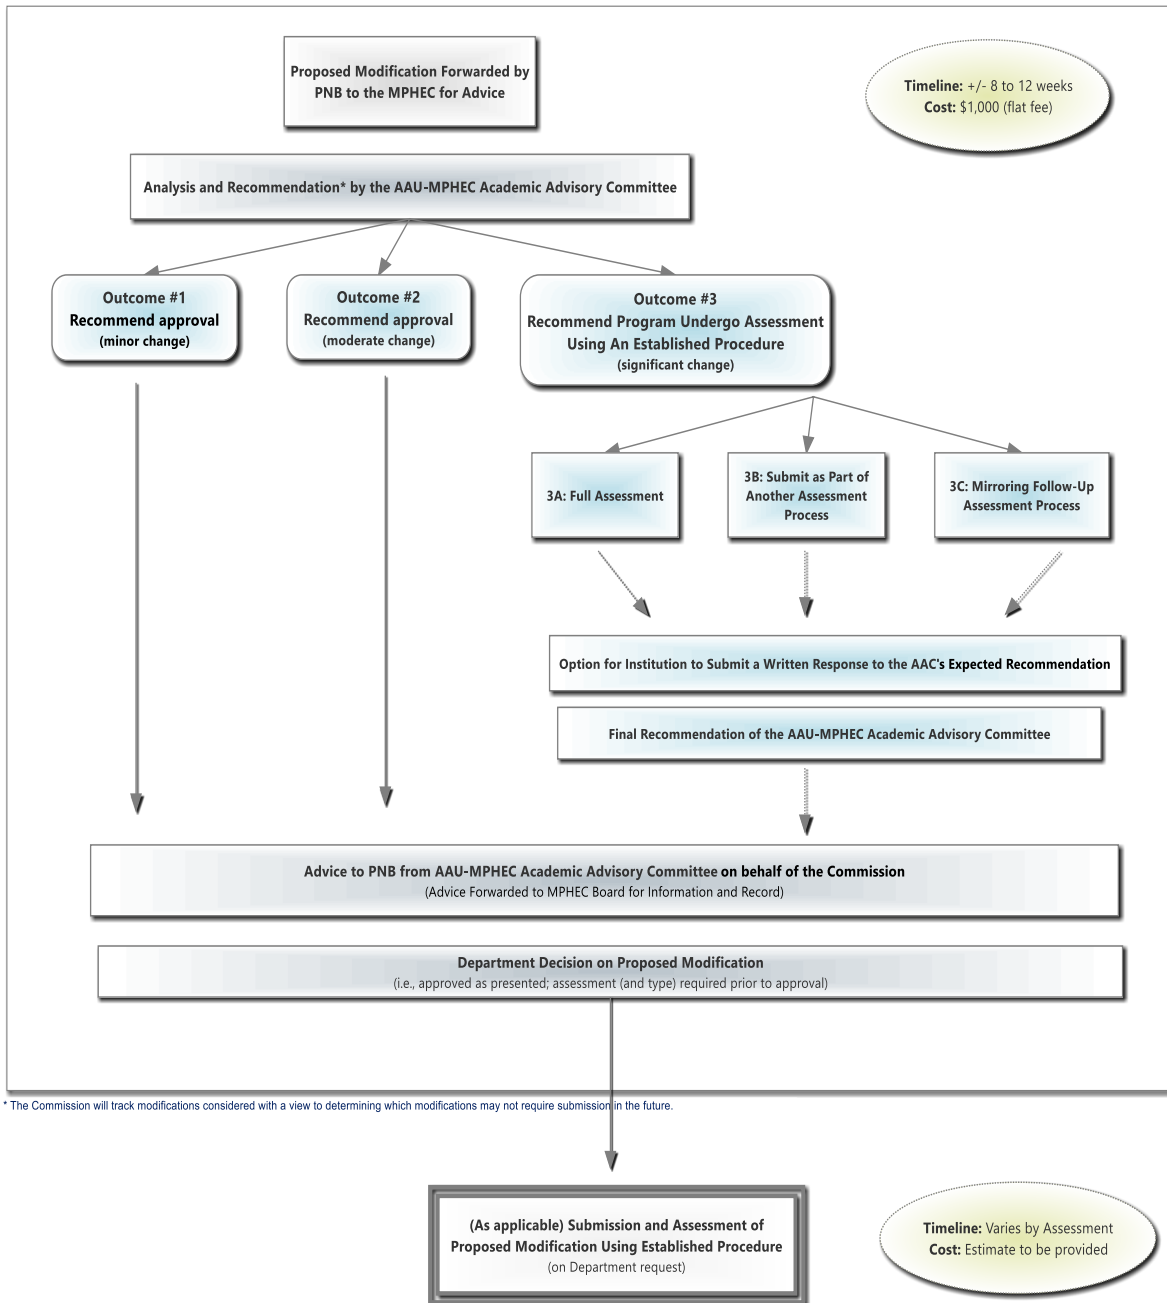 Proposed Modification Forwarded by
PNB to the MPHEC for Advice
Timeline: +/- 8 to 12 weeks
Cost: $1,000 (flat fee)
Analysis and Recommendation* by the AAU-MPHEC Academic Advisory Committee
Outcome #1
Recommend approval
(minor change)
Outcome #2
Recommend approval
(moderate change)
Outcome #3
Recommend Program Undergo Assessment
Using An Established Procedure
(significant change)
3A: Full Assessment
3B: Submit as Part of
Another Assessment
Process
3C: Mirroring Follow-Up
Assessment Process
Option for Institution to Submit a Written Response to the AAC's Expected Recommendation
Final Recommendation of the AAU-MPHEC Academic Advisory Committee
Advice to PNB from AAU-MPHEC Academic Advisory Committee on behalf of the Commission
(Advice Forwarded to MPHEC Board for Information and Record)
Department Decision on Proposed Modification
(i.e., approved as presented; assessment (and type) required prior to approval)
* The Commission will track modifications considered with a view to determining which modifications may not require submission in the future.
(As applicable) Submission and Assessment of
Proposed Modification Using Established Procedure
(on Department request)
Timeline: Varies by Assessment
Cost: Estimate to be provided